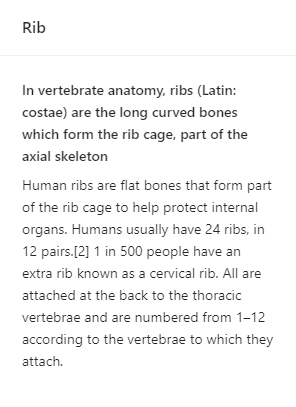 Rib
In vertebrate anatomy, ribs (Latin:
costae) are the long curved bones
which form the rib cage, part of the
axial skeleton
Human ribs are flat bones that form part
of the rib cage to help protect internal
organs. Humans usually have 24 ribs, in
12 pairs.[2] 1 in 500 people have an
extra rib known as a cervical rib. All are
attached at the back to the thoracic
vertebrae and are numbered from 1–12
according to the vertebrae to which they
attach.